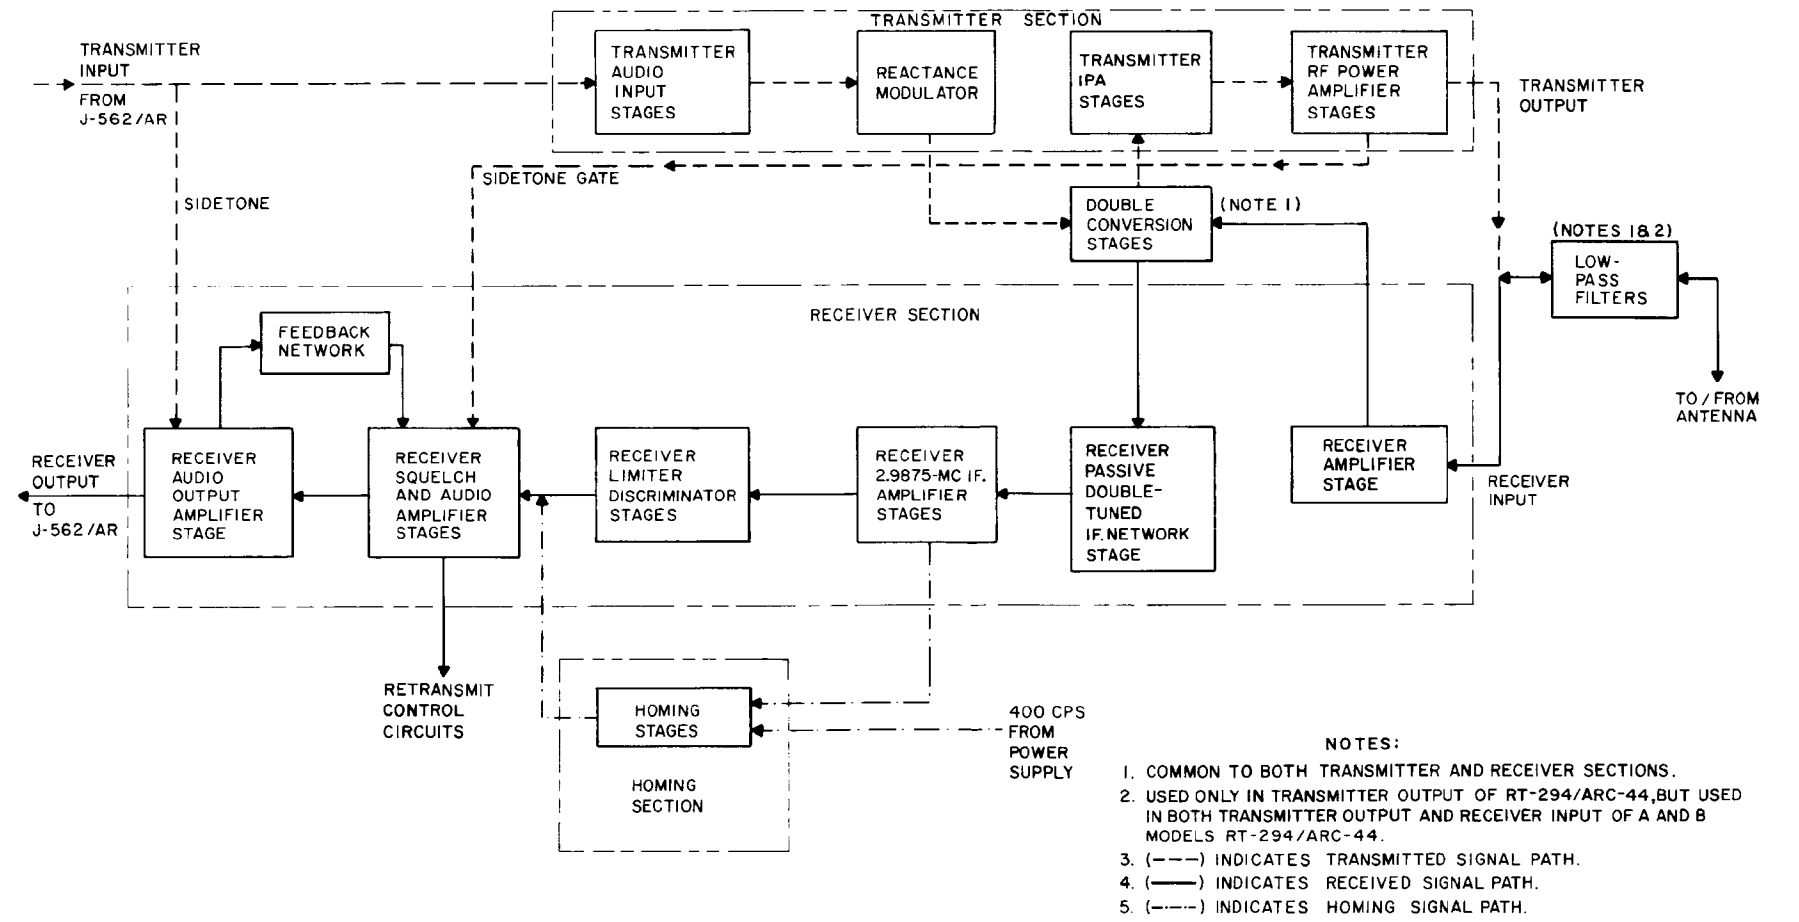 TRANSMITTER SECTION
TRANSMITTER
INPUT
FROM
J-562/AR
TRANSMITTER
AUDIO
INPUT
STAGES
REACTANCE
MODULATOR
TRANSMITTER
IPA
STAGES
TRANSMITTER
RF POWER
AMPLIFIER
STAGES
TRANSMITTER
OUTPUT
SIDETONE GATE
SIDETONE
DOUBLE
CONVERSION
STAGES
(NOTE 1)
(NOTES 1 & 2)
LOW-
PASS
FILTERS
TO/FROM
ANTENNA
RECEIVER SECTION
FEEDBACK
NETWORK
RECEIVER
OUTPUT
TO
J-562/AR
RECEIVER
AUDIO
OUTPUT
AMPLIFIER
STAGE
RECEIVER
SQUELCH
AND AUDIO
AMPLIFIER
STAGES
RECEIVER
LIMITER
DISCRIMINATOR
STAGES
RECEIVER
2.9875-MC IF.
AMPLIFIER
STAGES
RECEIVER
PASSIVE
DOUBLE-
TUNED
IF. NETWORK
STAGE
RECEIVER
AMPLIFIER
STAGE
RECEIVER
INPUT
RETRANSMIT
CONTROL
CIRCUITS
HOMING
STAGES
HOMING
SECTION
400 CPS
FROM
POWER
SUPPLY
NOTES:
1. COMMON TO BOTH TRANSMITTER AND RECEIVER SECTIONS.
2. USED ONLY IN TRANSMITTER OUTPUT OF RT-294/ARC-44, BUT USED
IN BOTH TRANSMITTER OUTPUT AND RECEIVER INPUT OF A AND B
MODELS RT-294/ARC-44.
3. (---) INDICATES TRANSMITTED SIGNAL PATH.
4. (—) INDICATES RECEIVED SIGNAL PATH.
5. (—·—·—) INDICATES HOMING SIGNAL PATH.